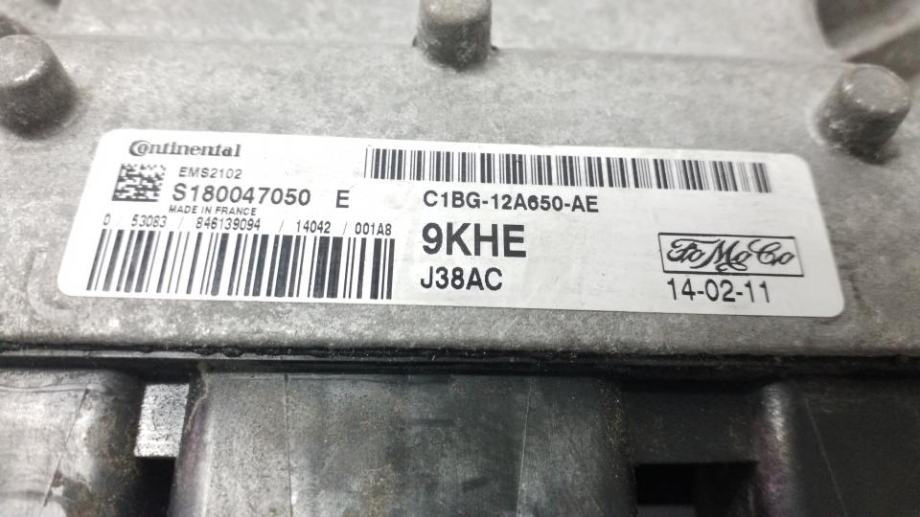 Continental
EMS2102
S180047050 E
MADE IN FRANCE
0 53083 / 846139094 / 14042 / 001A8
C1BG-12A650-AE
9KHE
J38AC
FoMoCo
14-02-11